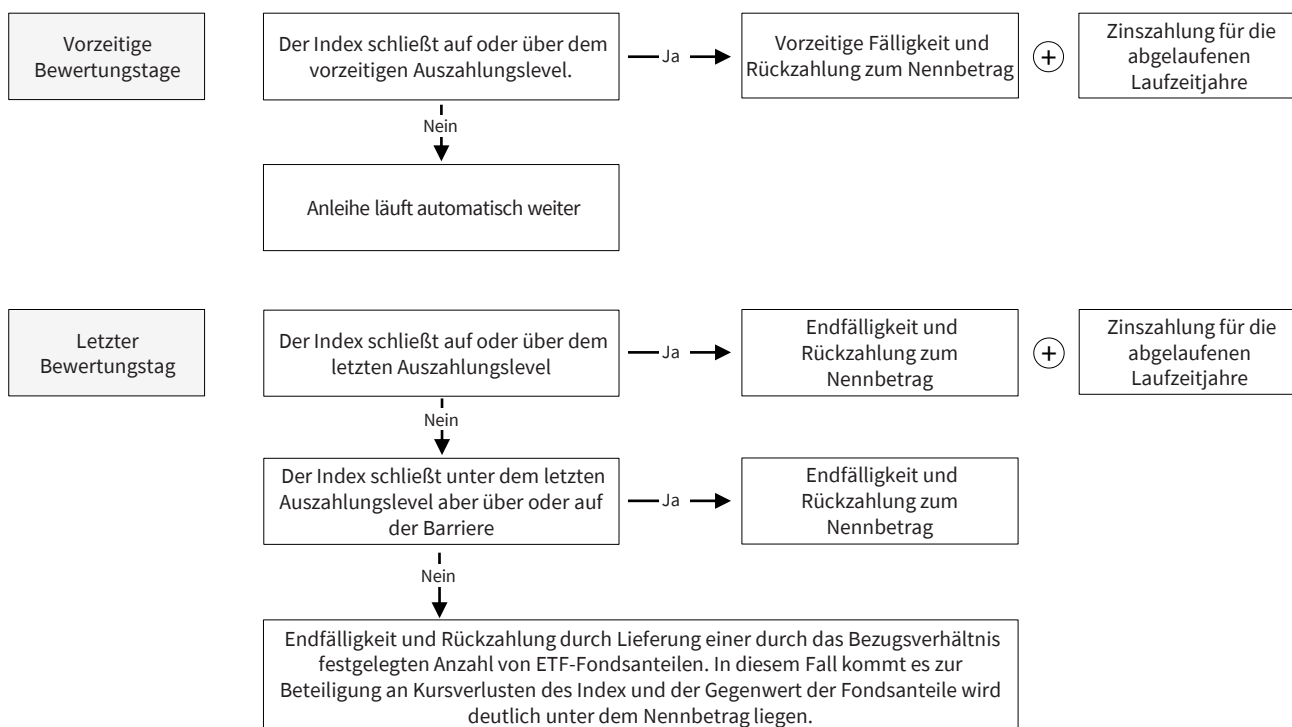 Vorzeitige
Bewertungstage
Der Index schließt auf oder über dem
vorzeitigen Auszahlungslevel.
Ja
Vorzeitige Fälligkeit und
Rückzahlung zum Nennbetrag
+
Zinszahlung für die
abgelaufenen
Laufzeitjahre
Nein
Anleihe läuft automatisch weiter
Letzter
Bewertungstag
Der Index schließt auf oder über dem
letzten Auszahlungslevel
Ja
Endfälligkeit und
Rückzahlung zum
Nennbetrag
+
Zinszahlung für die
abgelaufenen
Laufzeitjahre
Nein
Der Index schließt unter dem letzten
Auszahlungslevel aber über oder auf
der Barriere
Ja
Endfälligkeit und
Rückzahlung zum
Nennbetrag
Nein
Endfälligkeit und Rückzahlung durch Lieferung einer durch das Bezugsverhältnis
festgelegten Anzahl von ETF-Fondsanteilen. In diesem Fall kommt es zur
Beteiligung an Kursverlusten des Index und der Gegenwert der Fondsanteile wird
deutlich unter dem Nennbetrag liegen.